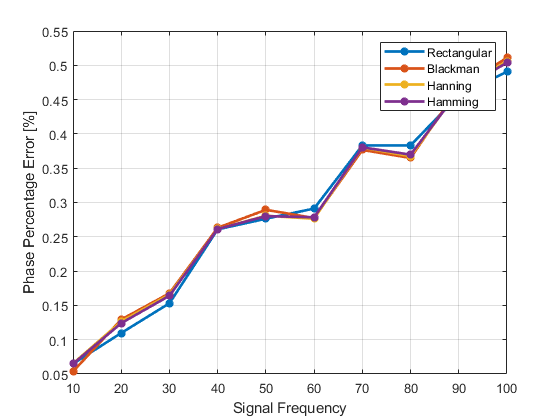 0.55
0.5
0.45
0.4
0.35
0.3
0.25
0.2
0.15
0.1
0.05
Phase Percentage Error [%]
Rectangular
Blackman
Hanning
Hamming
10 20 30 40 50 60 70 80 90 100
Signal Frequency